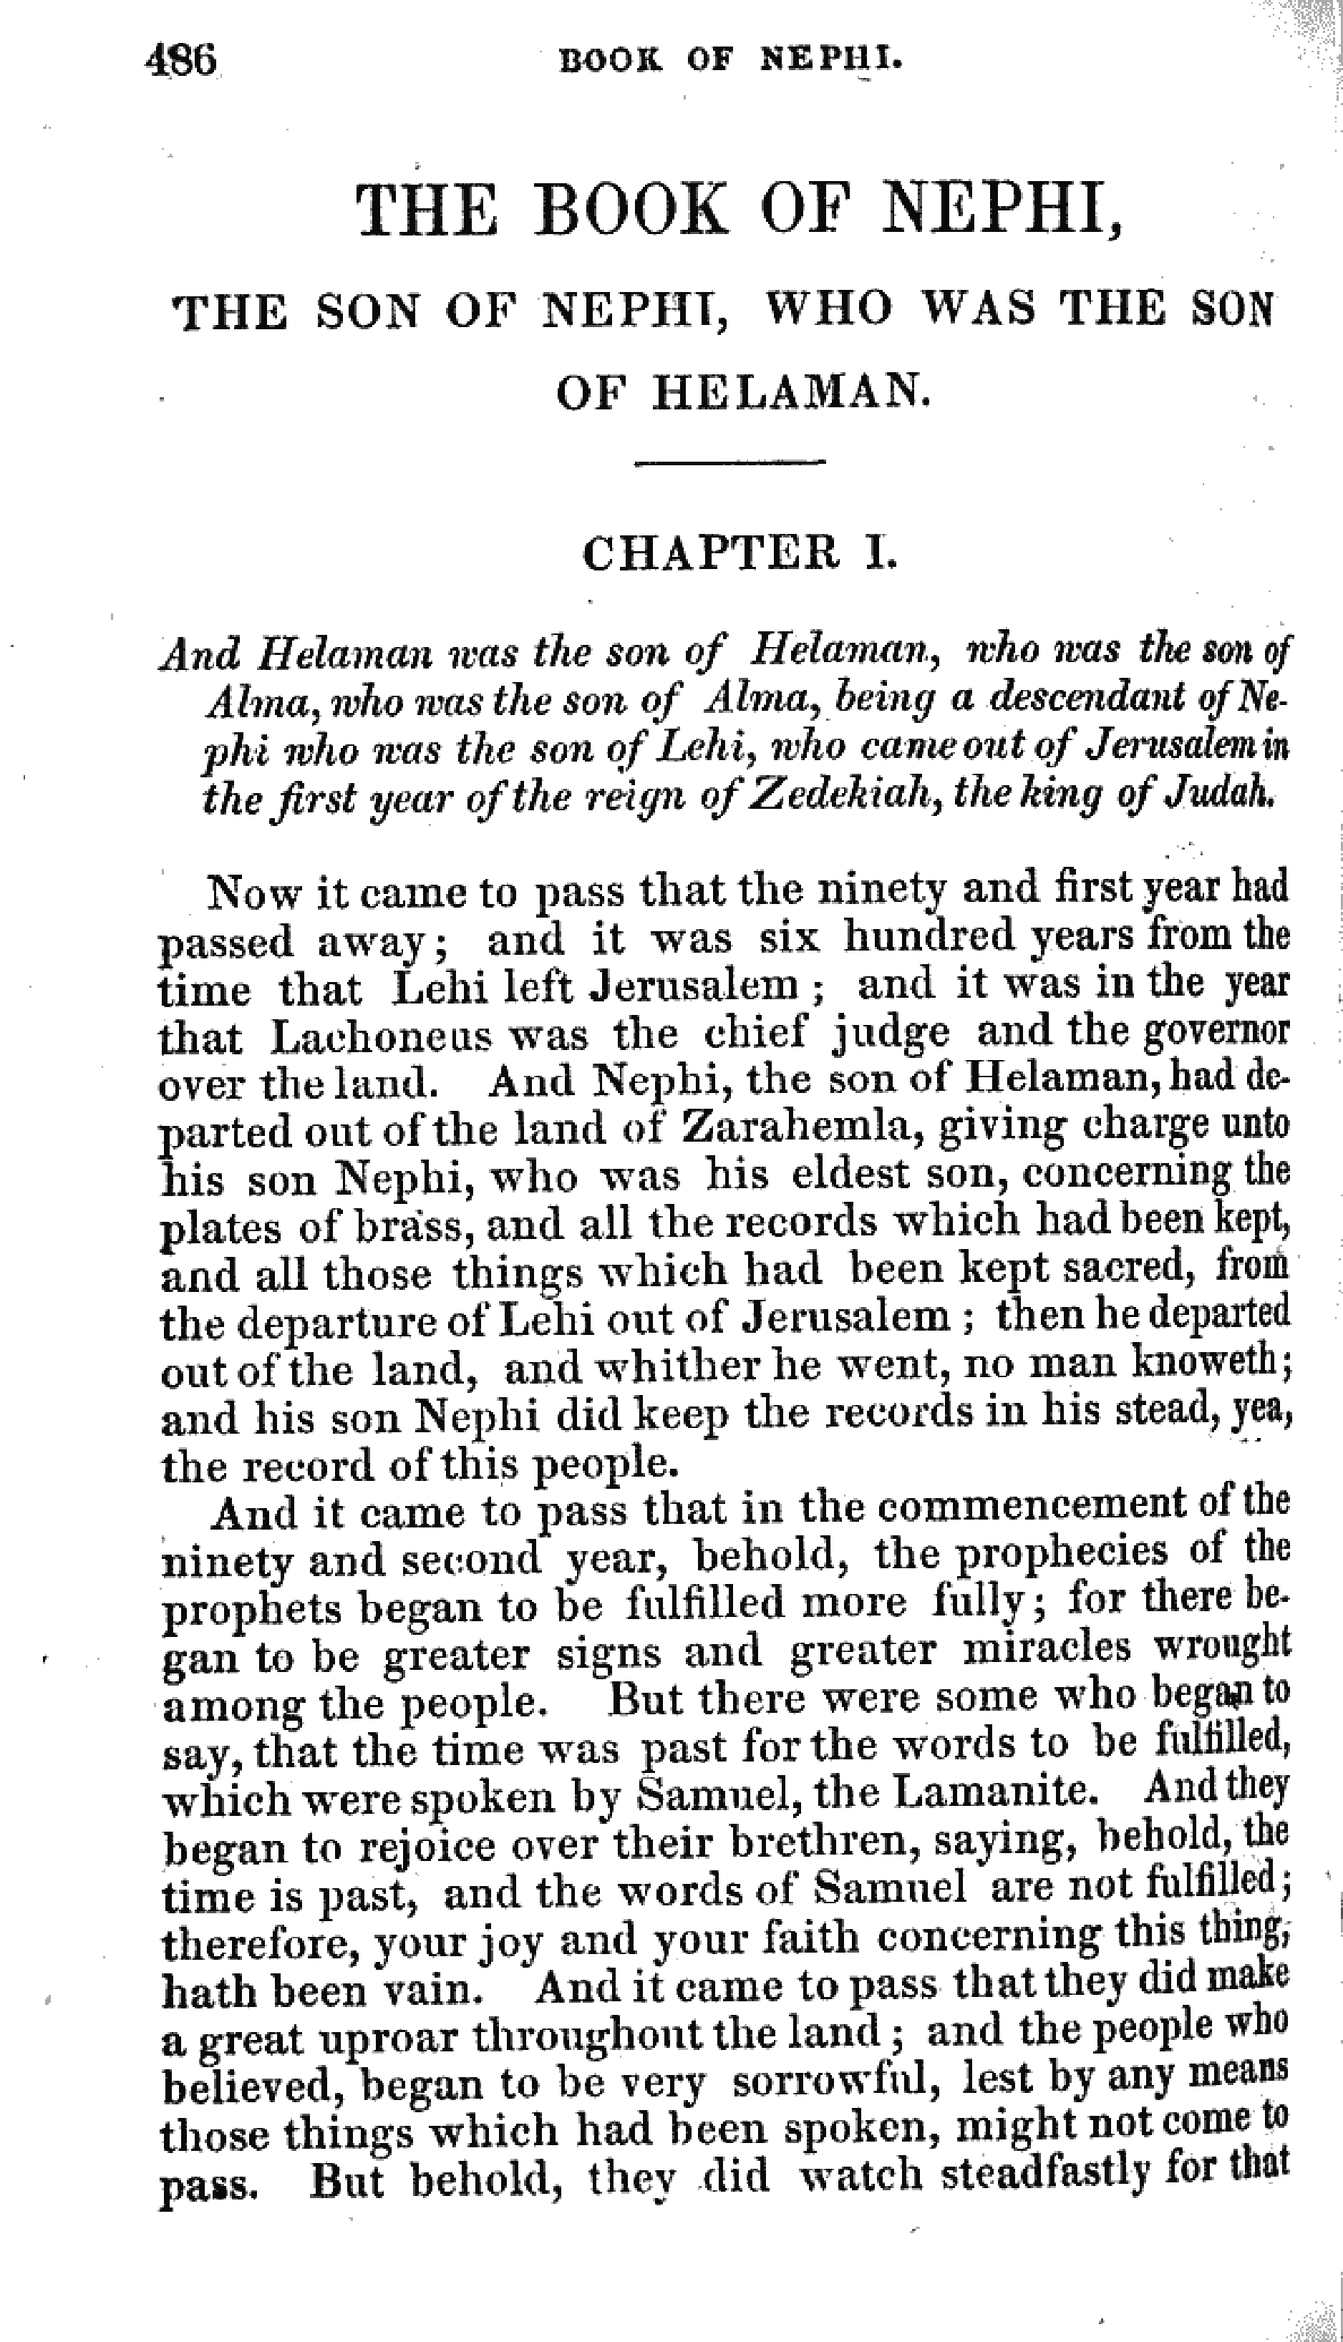 486 BOOK OF NEPHI.
THE BOOK OF NEPHI,
THE SON OF NEPHI, WHO WAS THE SON
OF HELAMAN.
CHAPTER I.
And Helaman was the son of Helaman, who was the son of
Alma, who was the son of Alma, being a descendant of Ne-
phi who was the son of Lehi, who came out of Jerusalem in
the first year of the reign of Zedekiah, the king of Judah.
Now it came to pass that the ninety and first year had
passed away; and it was six hundred years from the
time that Lehi left Jerusalem; and it was in the year
that Lachoneus was the chief judge and the governor
over the land. And Nephi, the son of Helaman, had de-
parted out of the land of Zarahemla, giving charge unto
his son Nephi, who was his eldest son, concerning the
plates of brass, and all the records which had been kept,
and all those things which had been kept sacred, from
the departure of Lehi out of Jerusalem; then he departed
out of the land, and whither he went, no man knoweth;
and his son Nephi did keep the records in his stead, yea,
the record of this people.
And it came to pass that in the commencement of the
ninety and second year, behold, the prophecies of the
prophets began to be fulfilled more fully; for there be-
gan to be greater signs and greater miracles wrought
among the people. But there were some who began to
say, that the time was past for the words to be fulfilled,
which were spoken by Samuel, the Lamanite. And they
began to rejoice over their brethren, saying, behold, the
time is past, and the words of Samuel are not fulfilled;
therefore, your joy and your faith concerning this thing,
hath been vain. And it came to pass that they did make
a great uproar throughout the land; and the people who
believed, began to be very sorrowful, lest by any means
those things which had been spoken, might not come to
pass. But behold, they did watch steadfastly for that